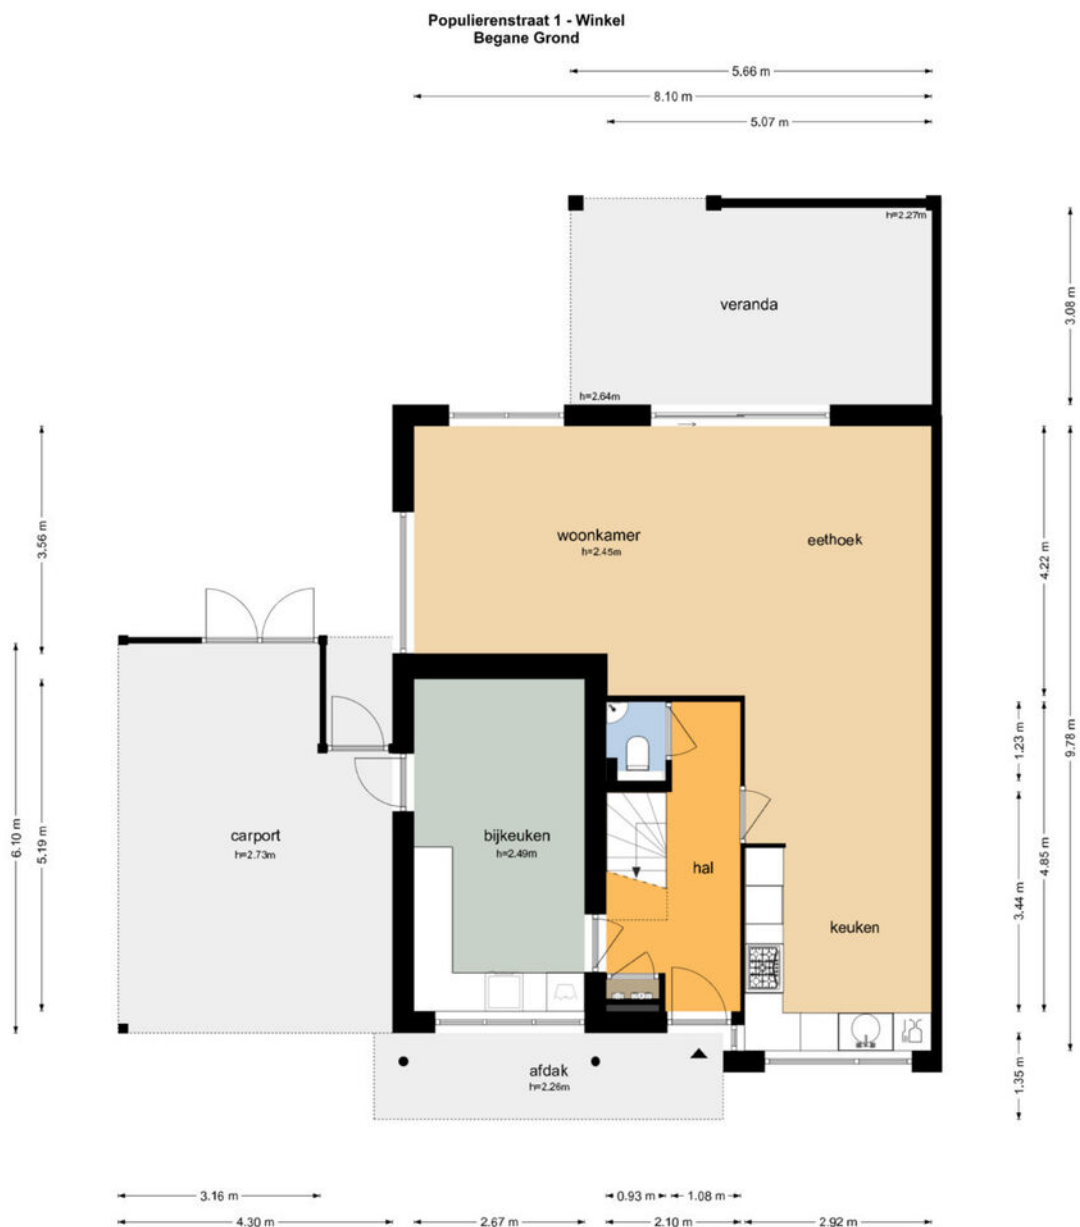 Populierenstraat 1 - Winkel
Begane Grond
5.66 m
8.10 m
5.07 m
h=2.27m
veranda
3.08 m
h=2.64m
woonkamer
h=2.45m
eethoek
3.56 m
4.22 m
9.78 m
1.23 m
carport
h=2.73m
bijkeuken
h=2.49m
hal
6.10 m
5.19 m
4.85 m
3.44 m
keuken
afdak
h=2.26m
1.35 m
3.16 m
0.93 m
1.08 m
4.30 m
2.67 m
2.10 m
2.92 m